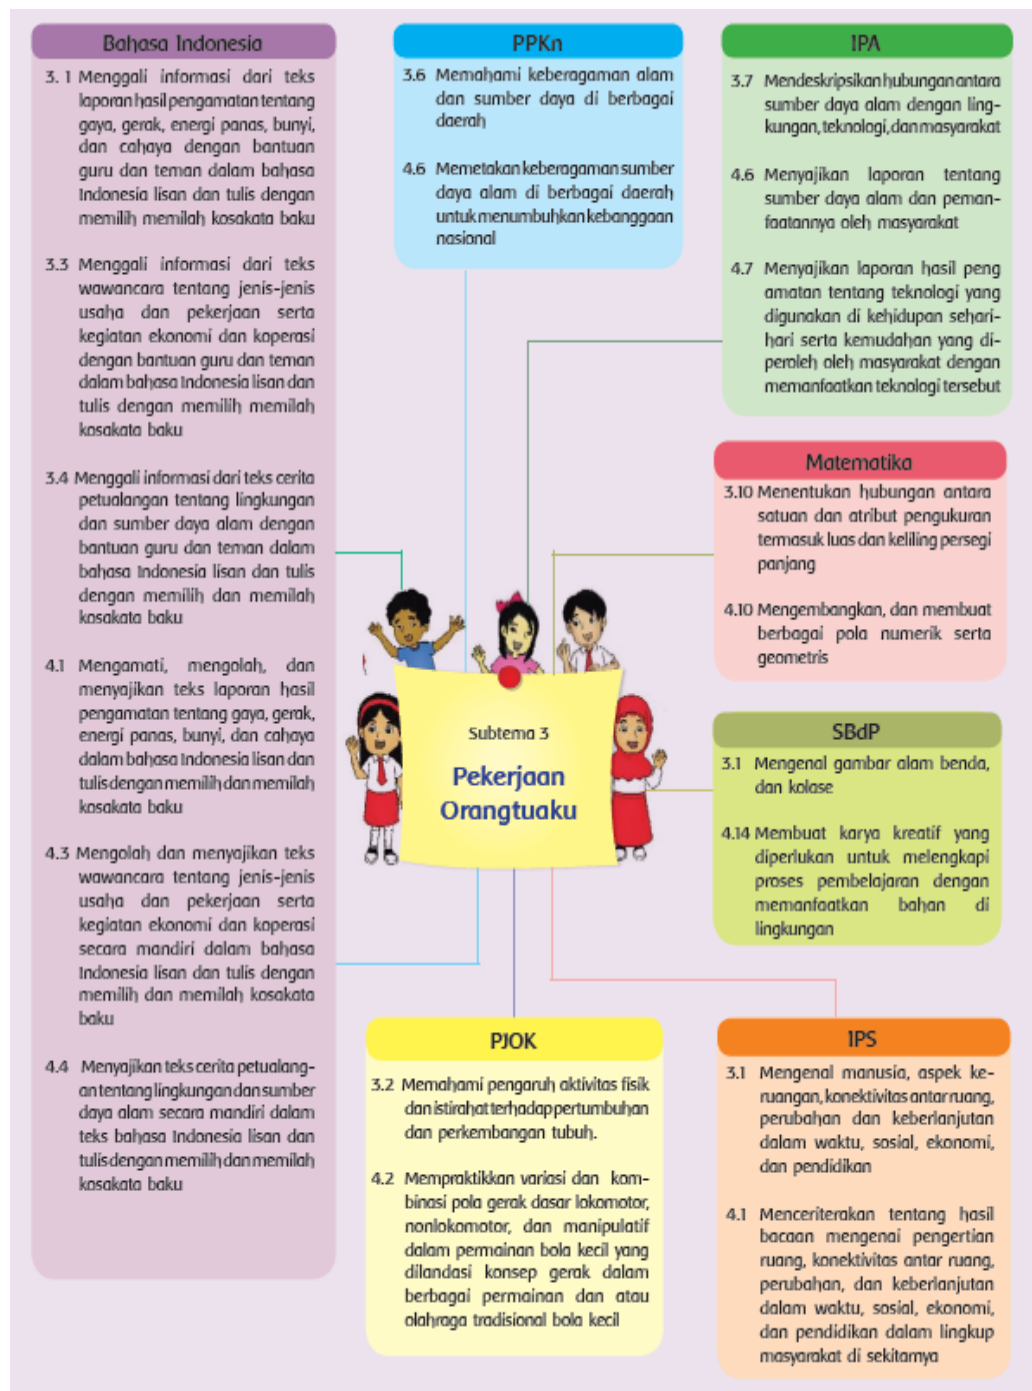 Bahasa Indonesia
3. 1 Menggali informasi dari teks
laporan hasil pengamatan tentang
gaya, gerak, energi panas, bunyi,
dan cahaya dengan bantuan
guru dan teman dalam bahasa
Indonesia lisan dan tulis dengan
memilih memilah kosakata baku
3.3 Menggali informasi dari teks
wawancara tentang jenis-jenis
usaha dan pekerjaan serta
kegiatan ekonomi dan koperasi
dengan bantuan guru dan teman
dalam bahasa Indonesia lisan dan
tulis dengan memilih memilah
kosakata baku
3.4 Menggali informasi dari teks cerita
petualangan tentang lingkungan
dan sumber daya alam dengan
bantuan guru dan teman dalam
bahasa Indonesia lisan dan tulis
dengan memilih dan memilah
kosakata baku
4.1 Mengamati, mengolah, dan
menyajikan teks laporan hasil
pengamatan tentang gaya, gerak,
energi panas, bunyi, dan cahaya
dalam bahasa Indonesia lisan dan
tulis dengan memilih dan memilah
kosakata baku
4.3 Mengolah dan menyajikan teks
wawancara tentang jenis-jenis
usaha dan pekerjaan serta
kegiatan ekonomi dan koperasi
secara mandiri dalam bahasa
Indonesia lisan dan tulis dengan
memilih dan memilah kosakata
baku
4.4 Menyajikan teks cerita petualang-
an tentang lingkungan dan sumber
daya alam secara mandiri dalam
teks bahasa Indonesia lisan dan
tulis dengan memilih dan memilah
kosakata baku
PPKn
3.6 Memahami keberagaman alam
dan sumber daya di berbagai
daerah
4.6 Memetakan keberagaman sumber
daya alam di berbagai daerah
untuk menumbuhkan kebanggaan
nasional
IPA
3.7 Mendeskripsikan hubungan antara
sumber daya alam dengan ling-
kungan, teknologi, dan masyarakat
4.6 Menyajikan laporan tentang
sumber daya alam dan peman-
faatannya oleh masyarakat
4.7 Menyajikan laporan hasil peng
amatan tentang teknologi yang
digunakan di kehidupan sehari-
hari serta kemudahan yang di-
peroleh oleh masyarakat dengan
memanfaatkan teknologi tersebut
Matematika
3.10 Menentukan hubungan antara
satuan dan atribut pengukuran
termasuk luas dan keliling persegi
panjang
4.10 Mengembangkan, dan membuat
berbagai pola numerik serta
geometris
Subtema 3
Pekerjaan
Orangtuaku
SBdP
3.1 Mengenal gambar alam benda,
dan kolase
4.14 Membuat karya kreatif yang
diperlukan untuk melengkapi
proses pembelajaran dengan
memanfaatkan bahan di
lingkungan
PJOK
3.2 Memahami pengaruh aktivitas fisik
dan istirahat terhadap pertumbuhan
dan perkembangan tubuh.
4.2 Mempraktikkan variasi dan kom-
binasi pola gerak dasar lokomotor,
nonlokomotor, dan manipulatif
dalam permainan bola kecil yang
dilandasi konsep gerak dalam
berbagai permainan dan atau
olahraga tradisional bola kecil
IPS
3.1 Mengenal manusia, aspek ke-
ruangan, konektivitas antar ruang,
perubahan dan keberlanjutan
dalam waktu, sosial, ekonomi,
dan pendidikan
4.1 Menceriterakan tentang hasil
bacaan mengenai pengertian
ruang, konektivitas antar ruang,
perubahan, dan keberlanjutan
dalam waktu, sosial, ekonomi,
dan pendidikan dalam lingkup
masyarakat di sekitarnya